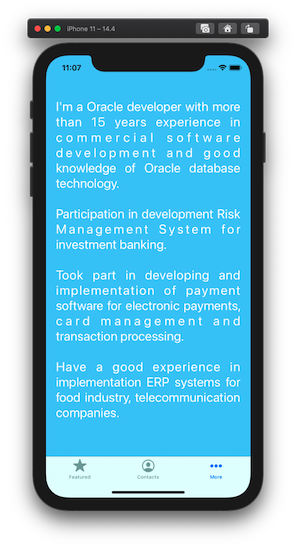 iPhone 11 – 14.4
11:07
I'm a Oracle developer with more
than 15 years experience in
commercial software
development and good
knowledge of Oracle database
technology.
Participation in development Risk
Management System for
investment banking.
Took part in developing and
implementation of payment
software for electronic payments,
card management and
transaction processing.
Have a good experience in
implementation ERP systems for
food industry, telecommunication
companies.
Featured
Contacts
More